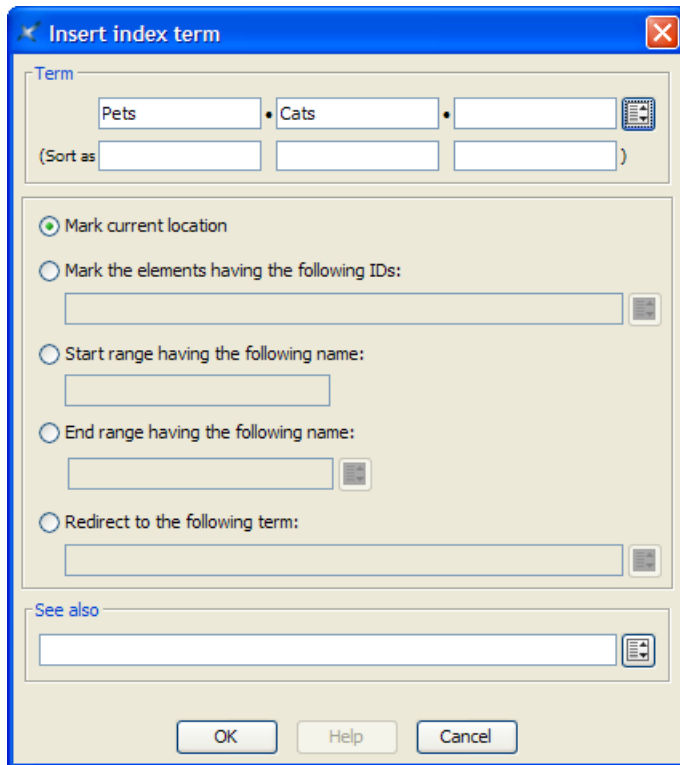 Insert index term
Term
Pets • Cats •
(Sort as )
Mark current location
Mark the elements having the following IDs:
Start range having the following name:
End range having the following name:
Redirect to the following term:
See also
OK Help Cancel